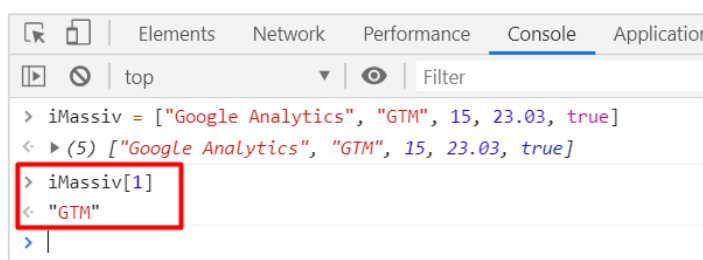 Elements Network Performance Console Application
top ▼ Filter
> iMassiv = ["Google Analytics", "GTM", 15, 23.03, true]
<· ▶ (5) ["Google Analytics", "GTM", 15, 23.03, true]
> iMassiv[1]
<· "GTM"
>